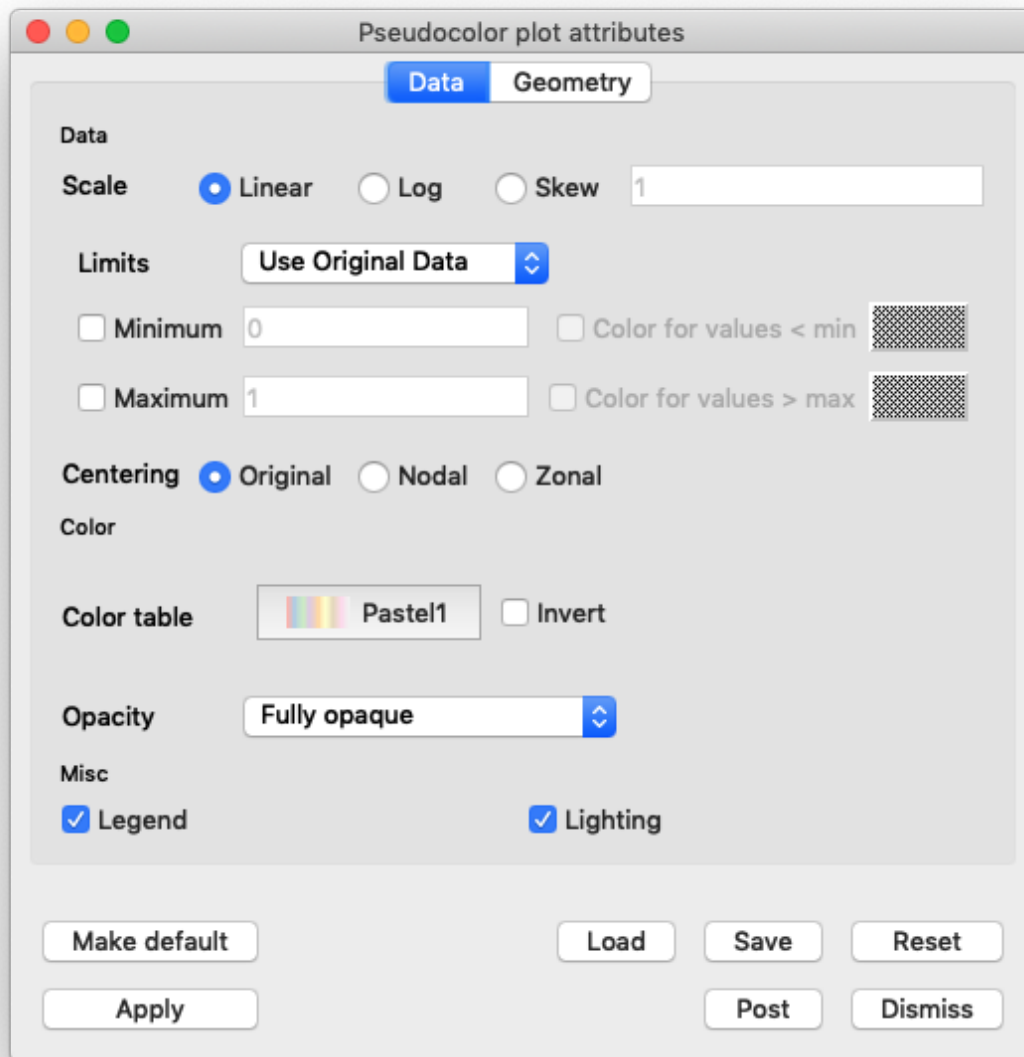 Pseudocolor plot attributes
Data Geometry
Data
Scale Linear Log Skew 1
Limits Use Original Data
Minimum 0 Color for values < min
Maximum 1 Color for values > max
Centering Original Nodal Zonal
Color
Color table Pastel1 Invert
Opacity Fully opaque
Misc
Legend Lighting
Make default Load Save Reset
Apply Post Dismiss